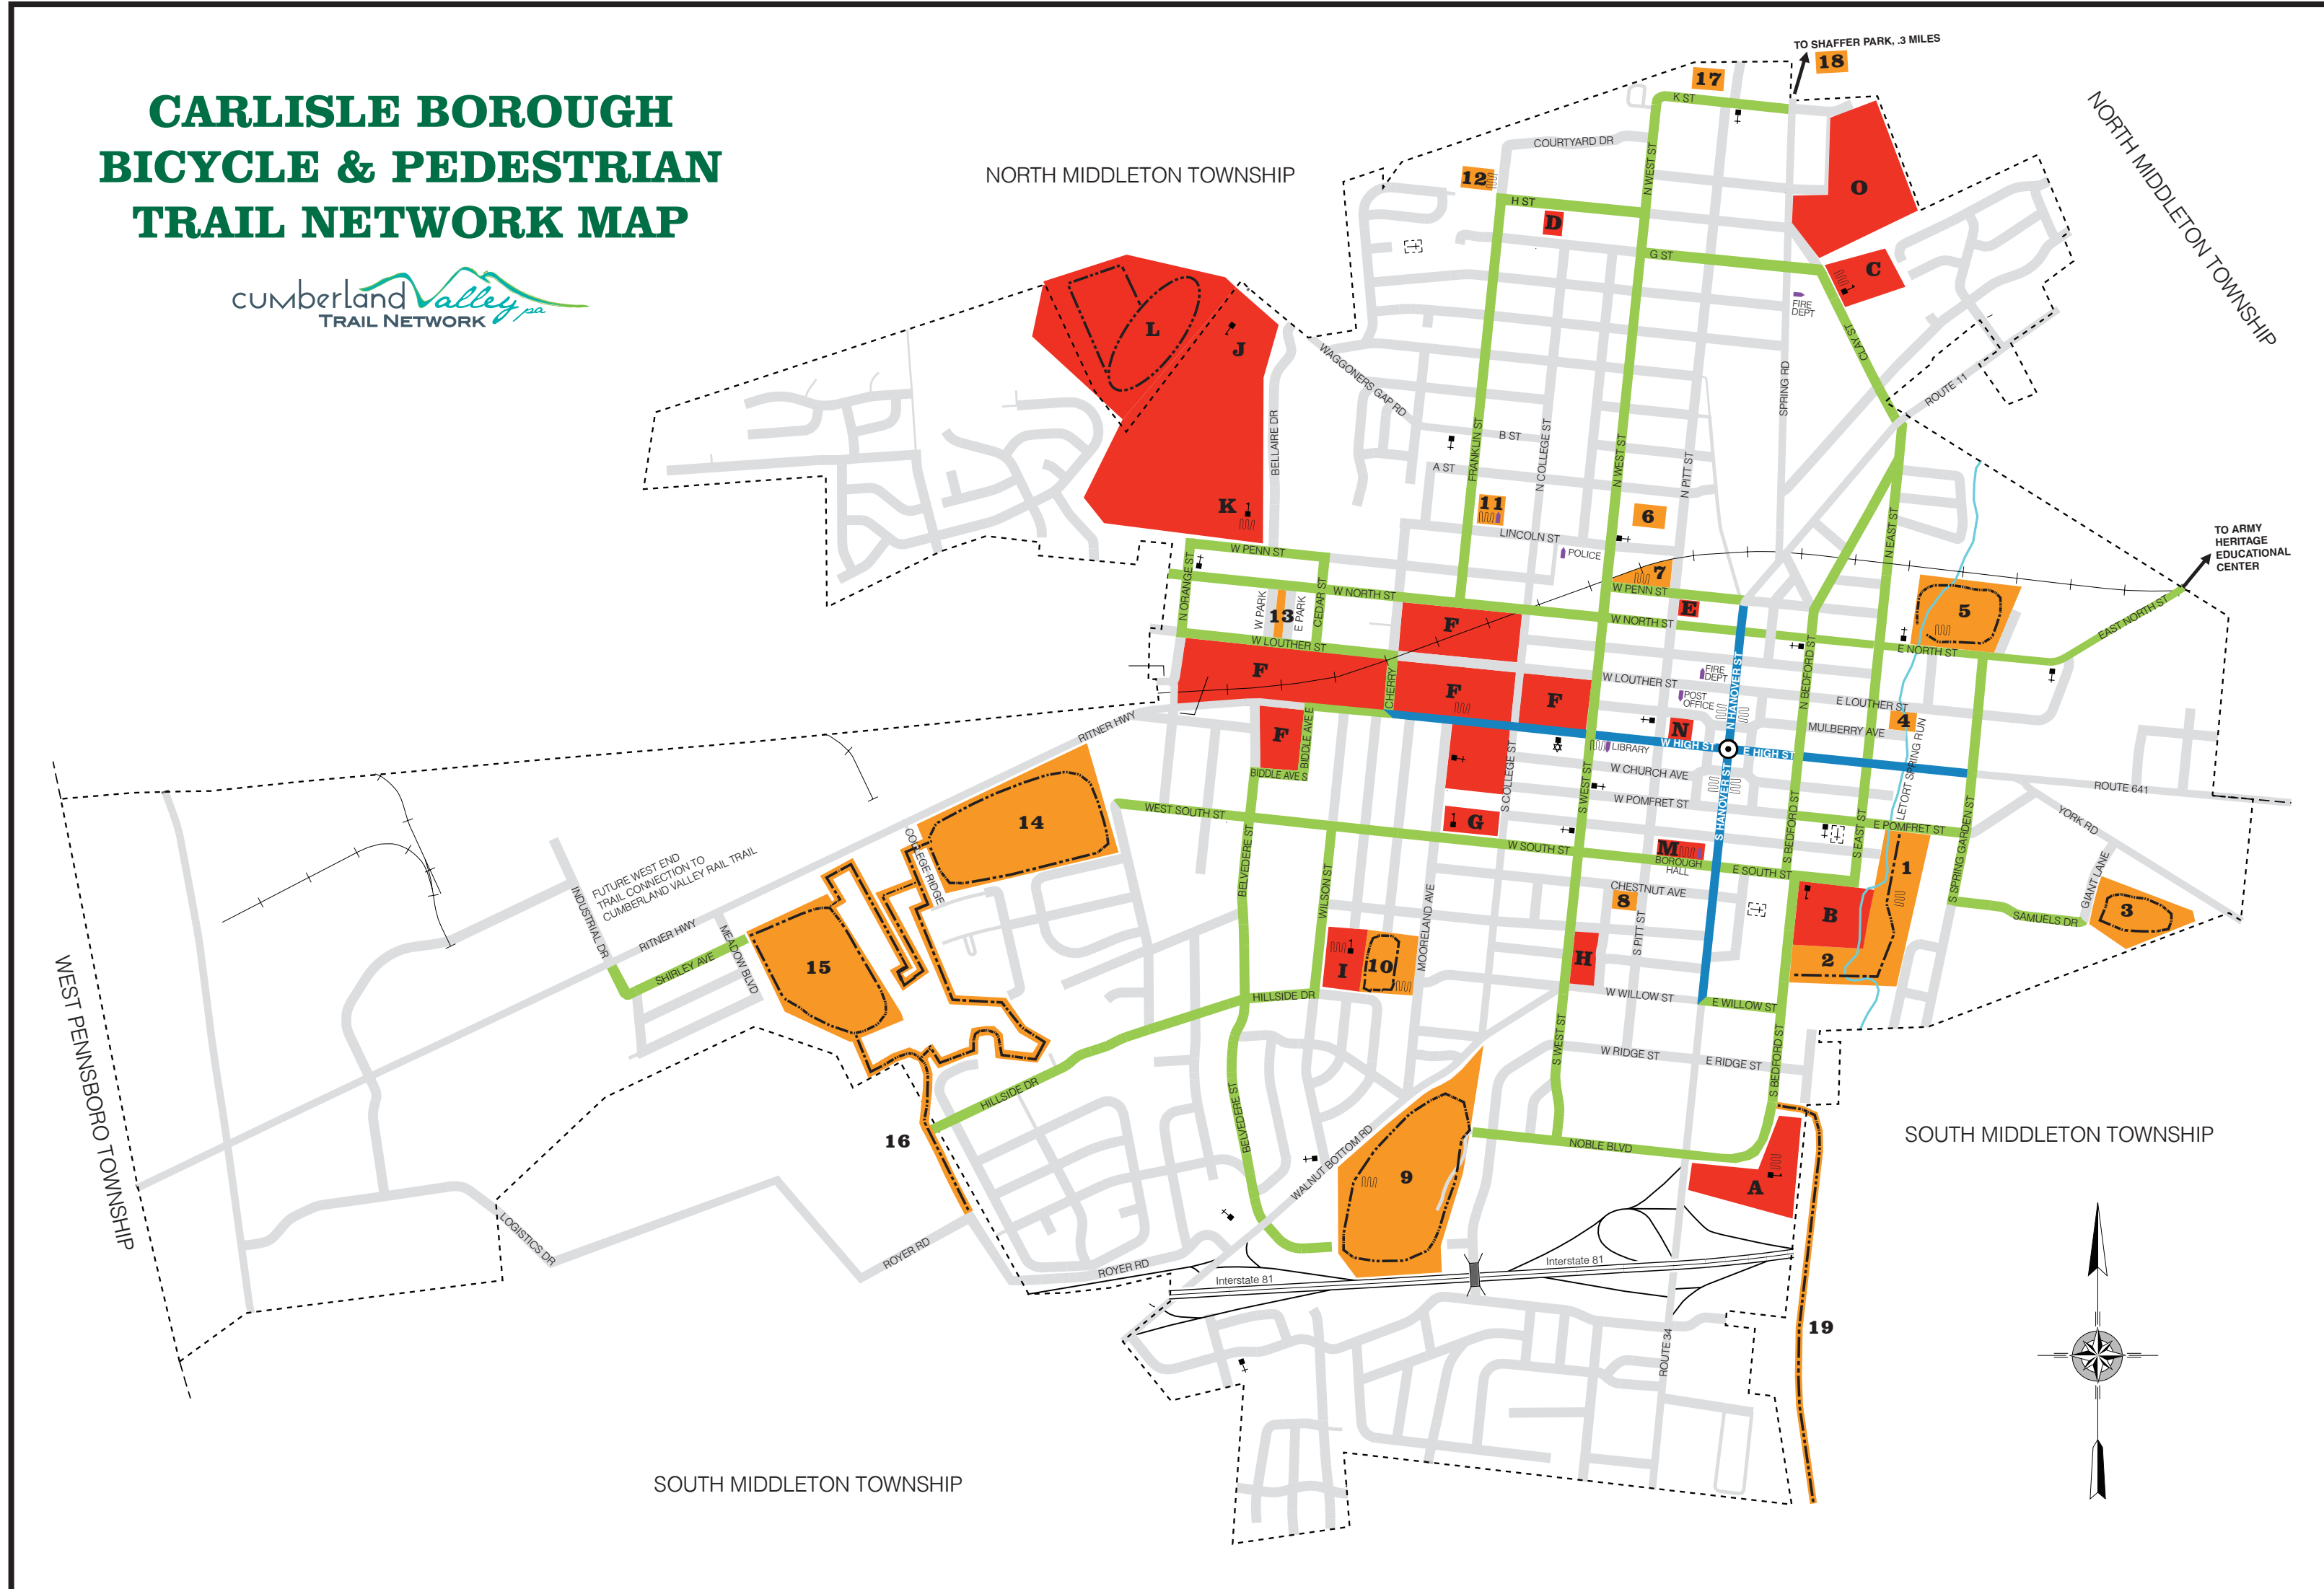 CARLISLE BOROUGH
BICYCLE & PEDESTRIAN
TRAIL NETWORK MAP
cumberland Valley pa
TRAIL NETWORK
TO SHAFFER PARK, .3 MILES
18
17
K ST
NORTH MIDDLETON TOWNSHIP
NORTH MIDDLETON TOWNSHIP
COURTYARD DR
N WEST ST
12
H ST
D
O
G ST
C
FIRE
DEPT
CLAY ST
L
J
WAGGONERS GAP RD
SPRING RD
ROUTE 11
BELLAIRE DR
FRANKLIN ST
B ST
A ST
N COLLEGE ST
N WEST ST
N PITT ST
K
11
6
LINCOLN ST
POLICE
N EAST ST
TO ARMY
HERITAGE
EDUCATIONAL
CENTER
W PENN ST
N ORANGE ST
W PARK
13
E PARK
CEDAR ST
W NORTH ST
7
W PENN ST
E
W NORTH ST
5
EAST NORTH ST
E NORTH ST
W LOUTHER ST
F
F
F
F
F
CHERRY
W LOUTHER ST
FIRE
DEPT
POST
OFFICE
N HANOVER ST
N BEDFORD ST
E LOUTHER ST
4
MULBERRY AVE
N
LIBRARY
W HIGH ST
E HIGH ST
RITNER HWY
BIDDLE AVE E
BIDDLE AVE S
W CHURCH AVE
W POMFRET ST
S COLLEGE ST
S WEST ST
S HANOVER ST
LETORT SPRING RUN
ROUTE 641
YORK RD
14
WEST SOUTH ST
G
W SOUTH ST
M
BOROUGH
HALL
E SOUTH ST
S BEDFORD ST
S EAST ST
E POMFRET ST
S SPRING GARDEN ST
1
COLLEGE RIDGE
FUTURE WEST END
TRAIL CONNECTION TO
CUMBERLAND VALLEY RAIL TRAIL
INDUSTRIAL DR
RITNER HWY
BELVEDERE ST
WILSON ST
MOORELAND AVE
CHESTNUT AVE
8
S PITT ST
B
2
GIANT LANE
3
SAMUELS DR
SHIRLEY AVE
MEADOW BLVD
15
I
10
H
HILLSIDE DR
W WILLOW ST
E WILLOW ST
WEST PENNSBORO TOWNSHIP
S WEST ST
W RIDGE ST
E RIDGE ST
S BEDFORD ST
HILLSIDE DR
BELVEDERE ST
16
WALNUT BOTTOM RD
9
NOBLE BLVD
A
SOUTH MIDDLETON TOWNSHIP
LOGISTICS DR
ROYER RD
ROYER RD
Interstate 81
Interstate 81
19
ROUTE 34
SOUTH MIDDLETON TOWNSHIP